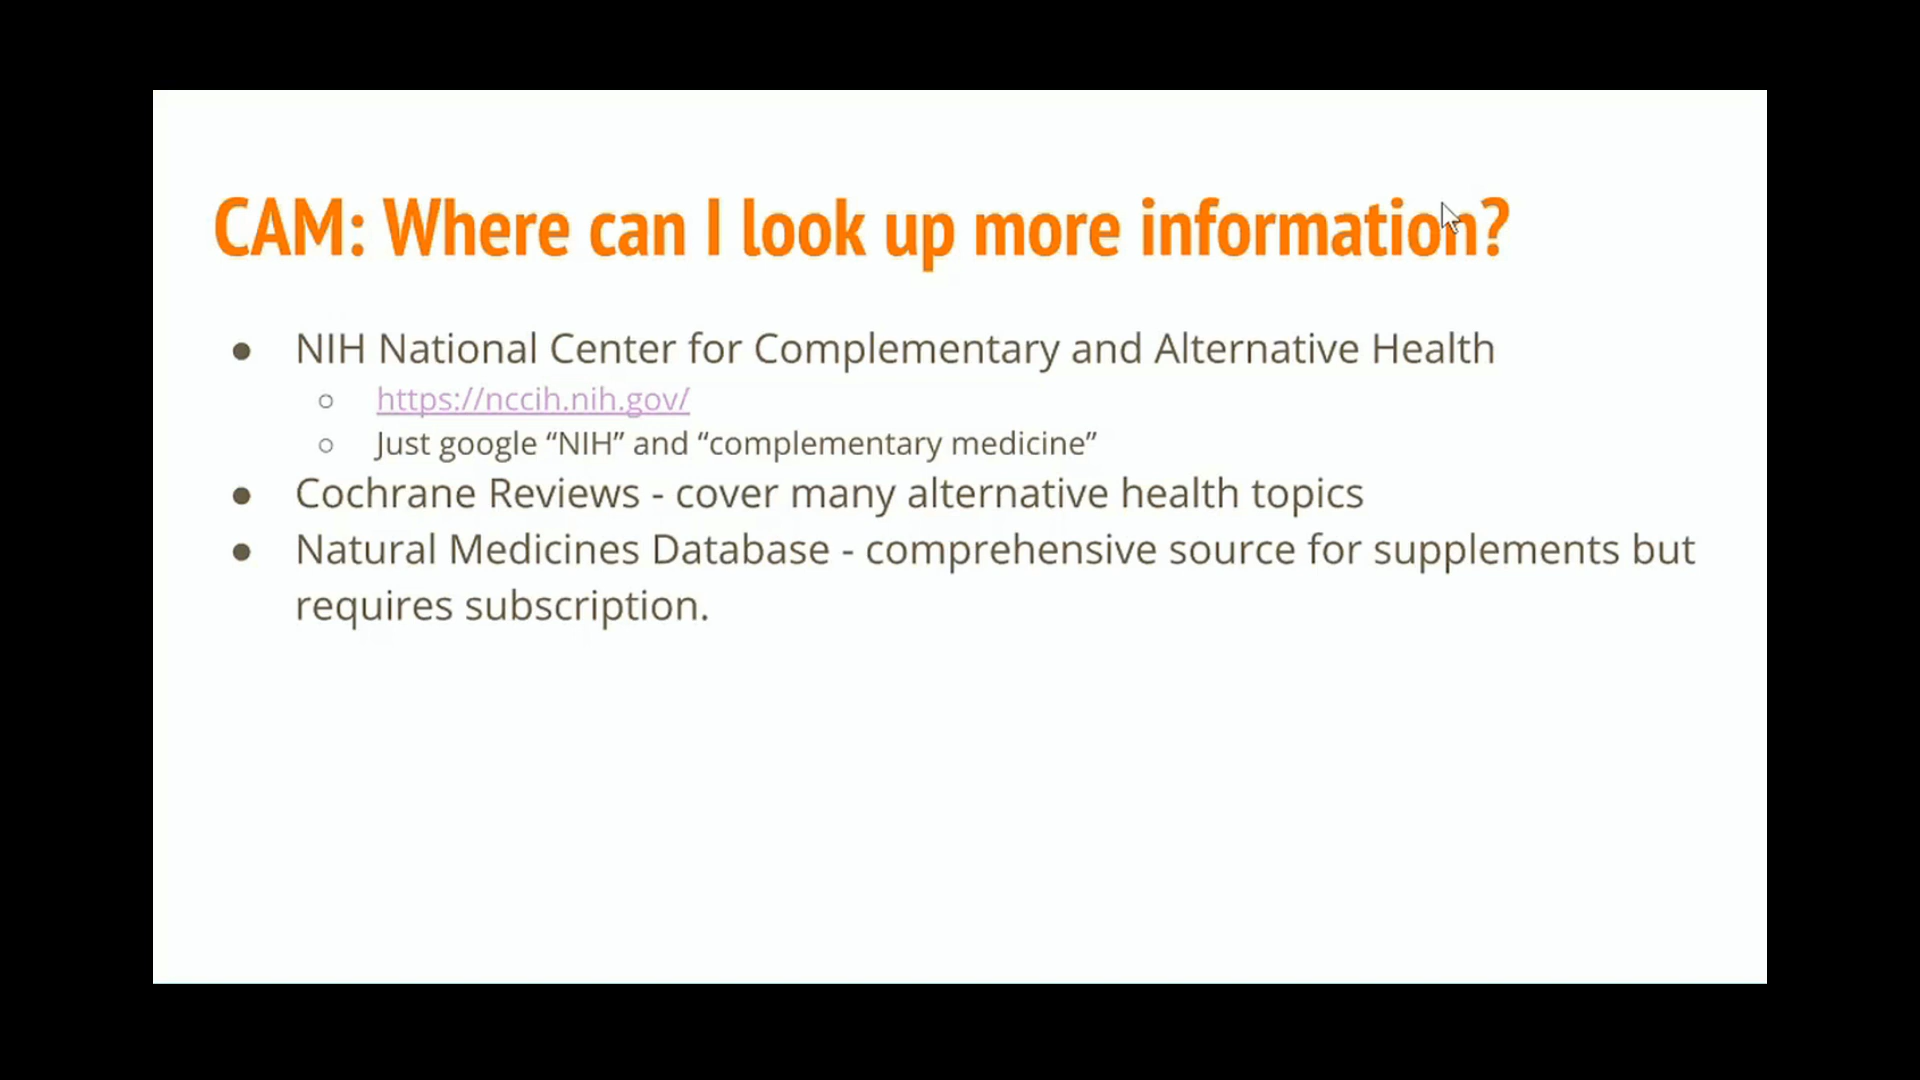 CAM: Where can I look up more information?
● NIH National Center for Complementary and Alternative Health
○ https://nccih.nih.gov/
○ Just google “NIH” and “complementary medicine”
● Cochrane Reviews - cover many alternative health topics
● Natural Medicines Database - comprehensive source for supplements but
requires subscription.